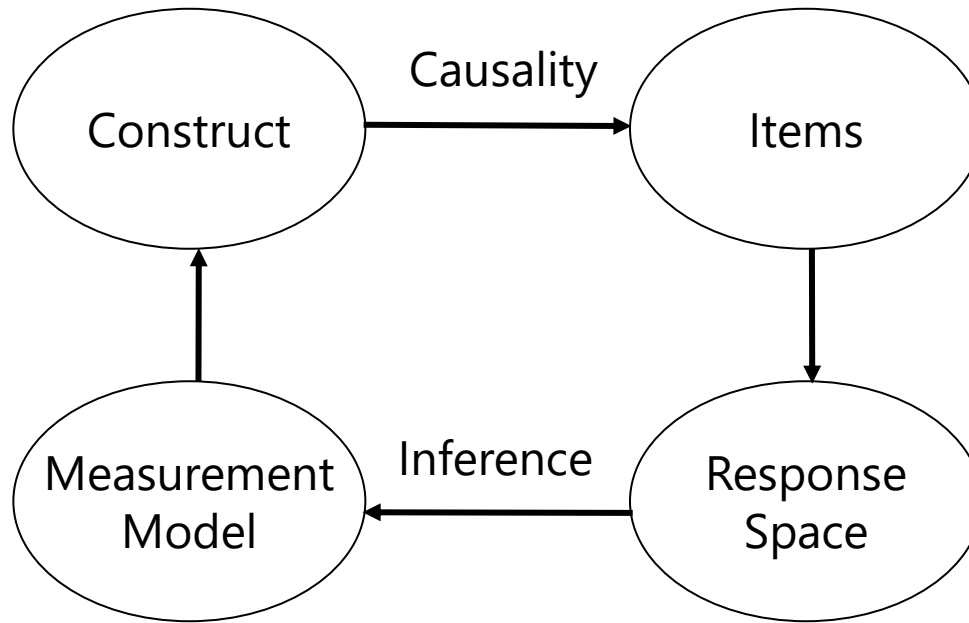 Causality
Construct
Items
Measurement
Model
Inference
Response
Space